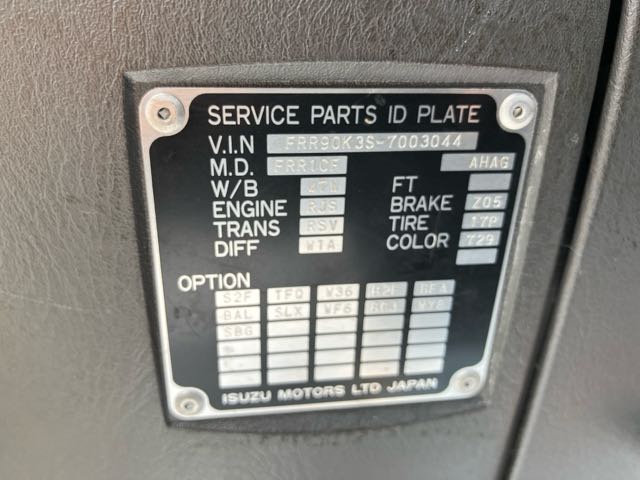 SERVICE PARTS ID PLATE
V.I.N FRR90K3S-7003044
M.D. FRR1CF AHAG
W/B FT
ENGINE RJS BRAKE Z05
TRANS RSV TIRE 17P
DIFF W1A COLOR 729
OPTION
S2F TFQ W36
BAL SLX WF6
SBG
ISUZU MOTORS LTD JAPAN